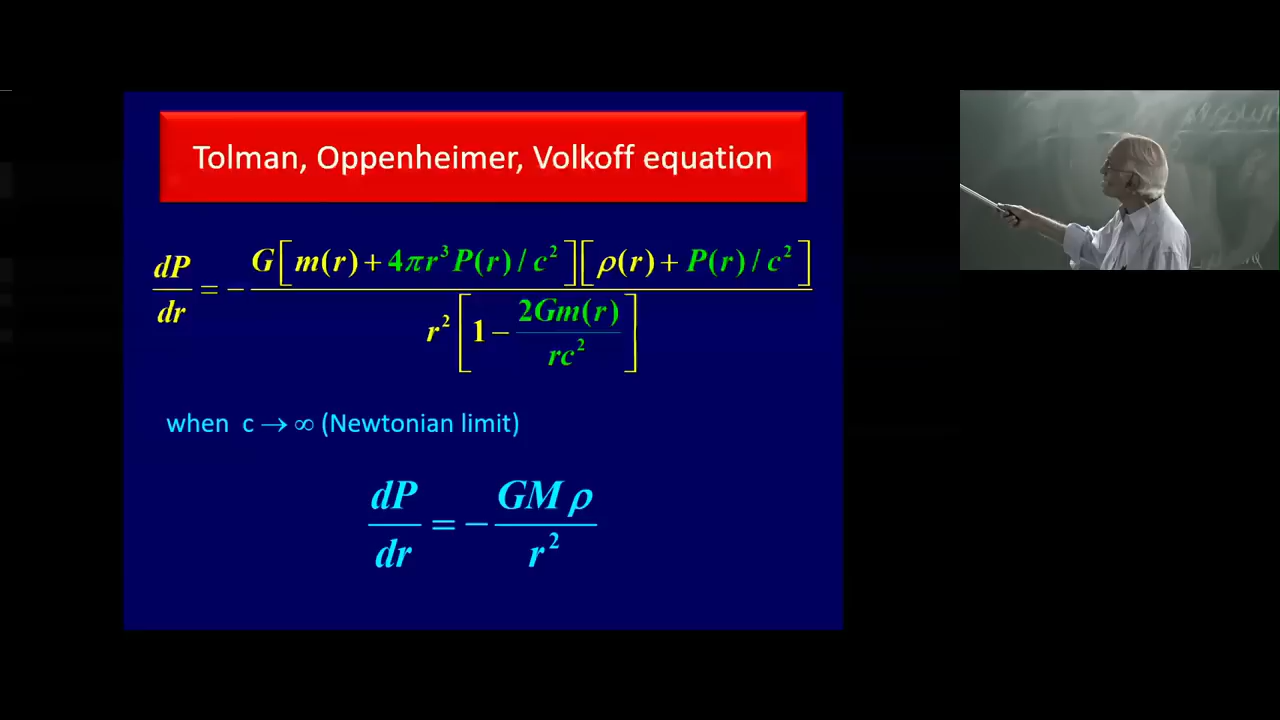 Tolman, Oppenheimer, Volkoff equation
dP/dr = − G[m(r) + 4πr³P(r)/c²][ρ(r) + P(r)/c²] / r²[1 − 2Gm(r)/rc²]
when c → ∞ (Newtonian limit)
dP/dr = − GMρ/r²